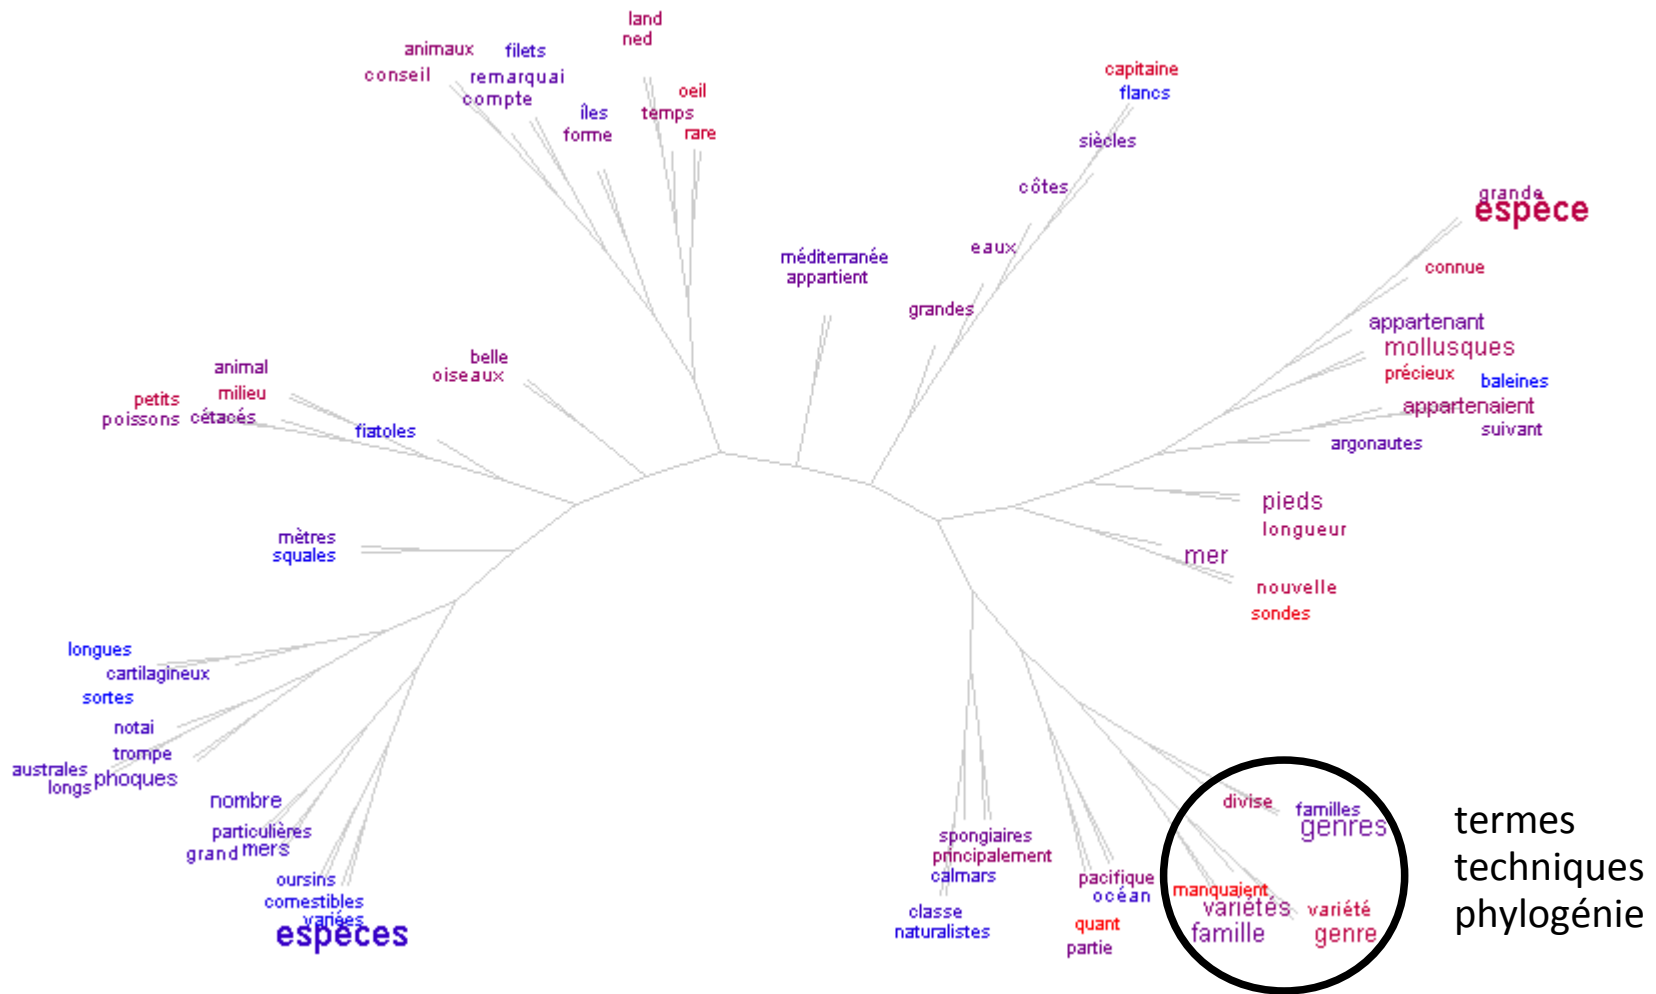 land
ned
animaux
filets
conseil
remarquai
compte
îles
forme
oeil
temps
rare
capitaine
flancs
siècles
côtes
eaux
grandes
méditerranée
appartient
grande
espèce
connue
appartenant
mollusques
précieux
baleines
appartenaient
suivant
argonautes
pieds
longueur
mer
nouvelle
sondes
belle
oiseaux
animal
milieu
petits
poissons cétacés
fiatoles
mètres
squales
longues
cartilagineux
sortes
notai
trompe
australes
longs phoques
nombre
particulières
grand mers
oursins
comestibles
variées
espèces
spongiaires
principalement
calmars
classe
naturalistes
pacifique
océan
quant
partie
divise
familles
genres
manquaient
variétés
famille
variété
genre
termes
techniques
phylogénie